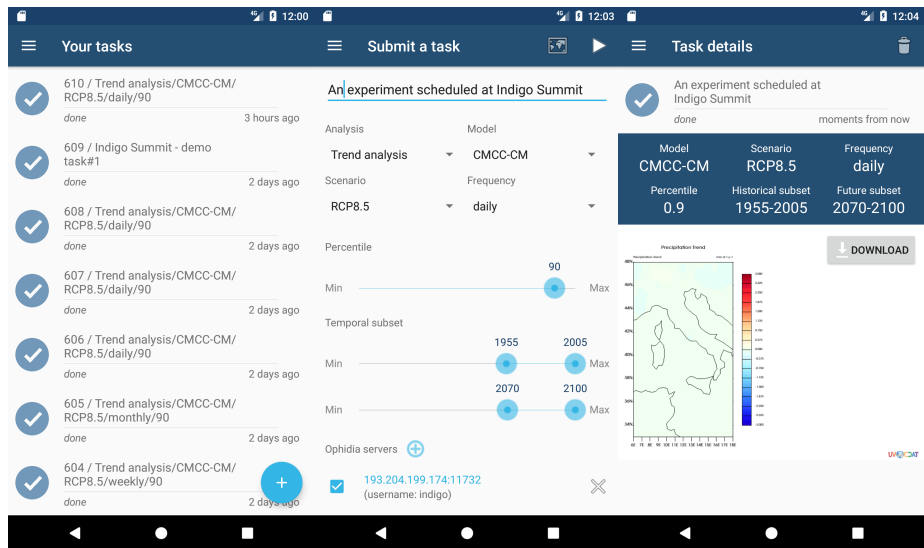 4G 12:00
Your tasks
610 / Trend analysis/CMCC-CM/
RCP8.5/daily/90
done 3 hours ago
609 / Indigo Summit - demo
task#1
done 2 days ago
608 / Trend analysis/CMCC-CM/
RCP8.5/daily/90
done 2 days ago
607 / Trend analysis/CMCC-CM/
RCP8.5/daily/90
done 2 days ago
606 / Trend analysis/CMCC-CM/
RCP8.5/daily/90
done 2 days ago
605 / Trend analysis/CMCC-CM/
RCP8.5/monthly/90
done 2 days ago
604 / Trend analysis/CMCC-CM/
RCP8.5/weekly/90
done 2 days ago
4G 12:03
Submit a task
An experiment scheduled at Indigo Summit
Analysis Model
Trend analysis CMCC-CM
Scenario Frequency
RCP8.5 daily
Percentile
90
Min Max
Temporal subset
1955 2005
Min Max
2070 2100
Min Max
Ophidia servers
193.204.199.174:11732
(username: indigo)
4G 12:04
Task details
An experiment scheduled at
Indigo Summit
done moments from now
Model Scenario Frequency
CMCC-CM RCP8.5 daily
Percentile Historical subset Future subset
0.9 1955-2005 2070-2100
DOWNLOAD
Precipitation Trend